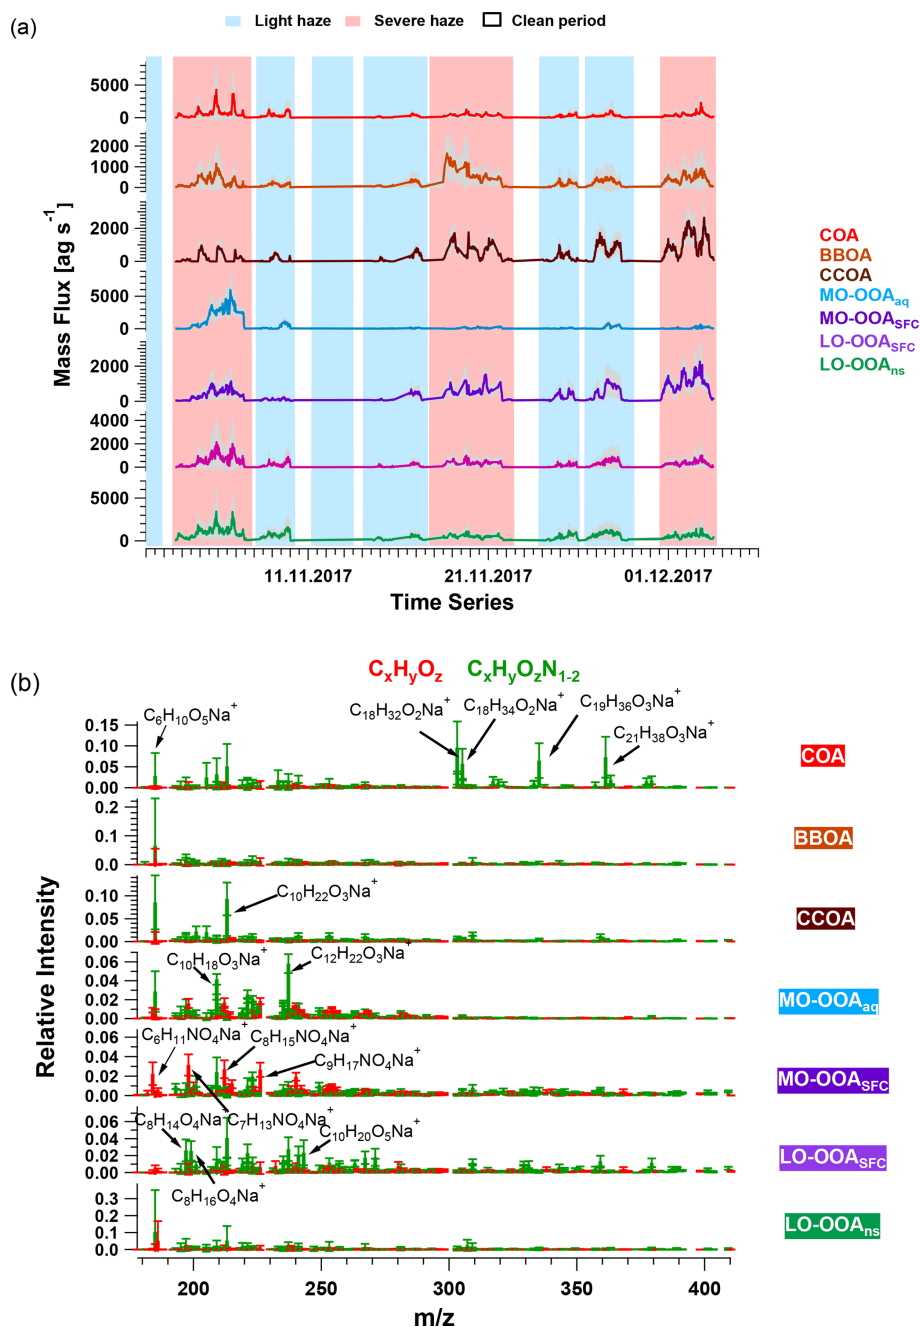 (a)
Light haze Severe haze Clean period
5000
0
2000
1000
0
2000
0
5000
0
2000
0
4000
2000
0
5000
0
Mass Flux [ag s⁻¹]
11.11.2017 21.11.2017 01.12.2017
Time Series
COA
BBOA
CCOA
MO-OOAaq
MO-OOASFC
LO-OOASFC
LO-OOAns
(b)
CxHyOz CxHyOzN1-2
C6H10O5Na⁺ C18H32O2Na⁺ C18H34O2Na⁺ C19H36O3Na⁺
C21H38O3Na⁺
0.15
0.10
0.05
0.00
COA
0.2
0.1
0.0
BBOA
C10H22O3Na⁺
0.10
0.05
0.00
CCOA
C10H18O3Na⁺ C12H22O3Na⁺
0.06
0.04
0.02
0.00
MO-OOAaq
C6H11NO4Na⁺ C8H15NO4Na⁺
C9H17NO4Na⁺
0.06
0.04
0.02
0.00
MO-OOASFC
C8H14O4Na⁺ C7H13NO4Na⁺
C10H20O5Na⁺
0.06
0.04
0.02
0.00
LO-OOASFC
C8H16O4Na⁺
0.3
0.2
0.1
0.0
LO-OOAns
Relative Intensity
200 250 300 350 400
m/z